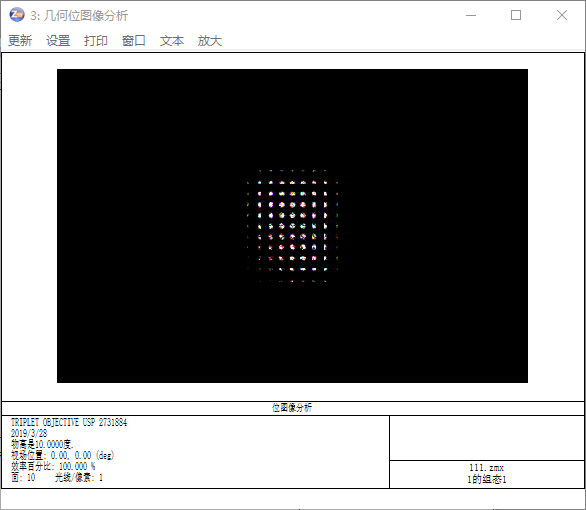 3: 几何位图像分析
更新 设置 打印 窗口 文本 放大
位图像分析
TRIPLET OBJECTIVE USP 2731884
2019/3/28
物高是10.0000度.
视场位置: 0.00, 0.00 (deg)
效率百分比: 100.000 %
面: 10 光线/像素: 1
111.zmx
1的组态1